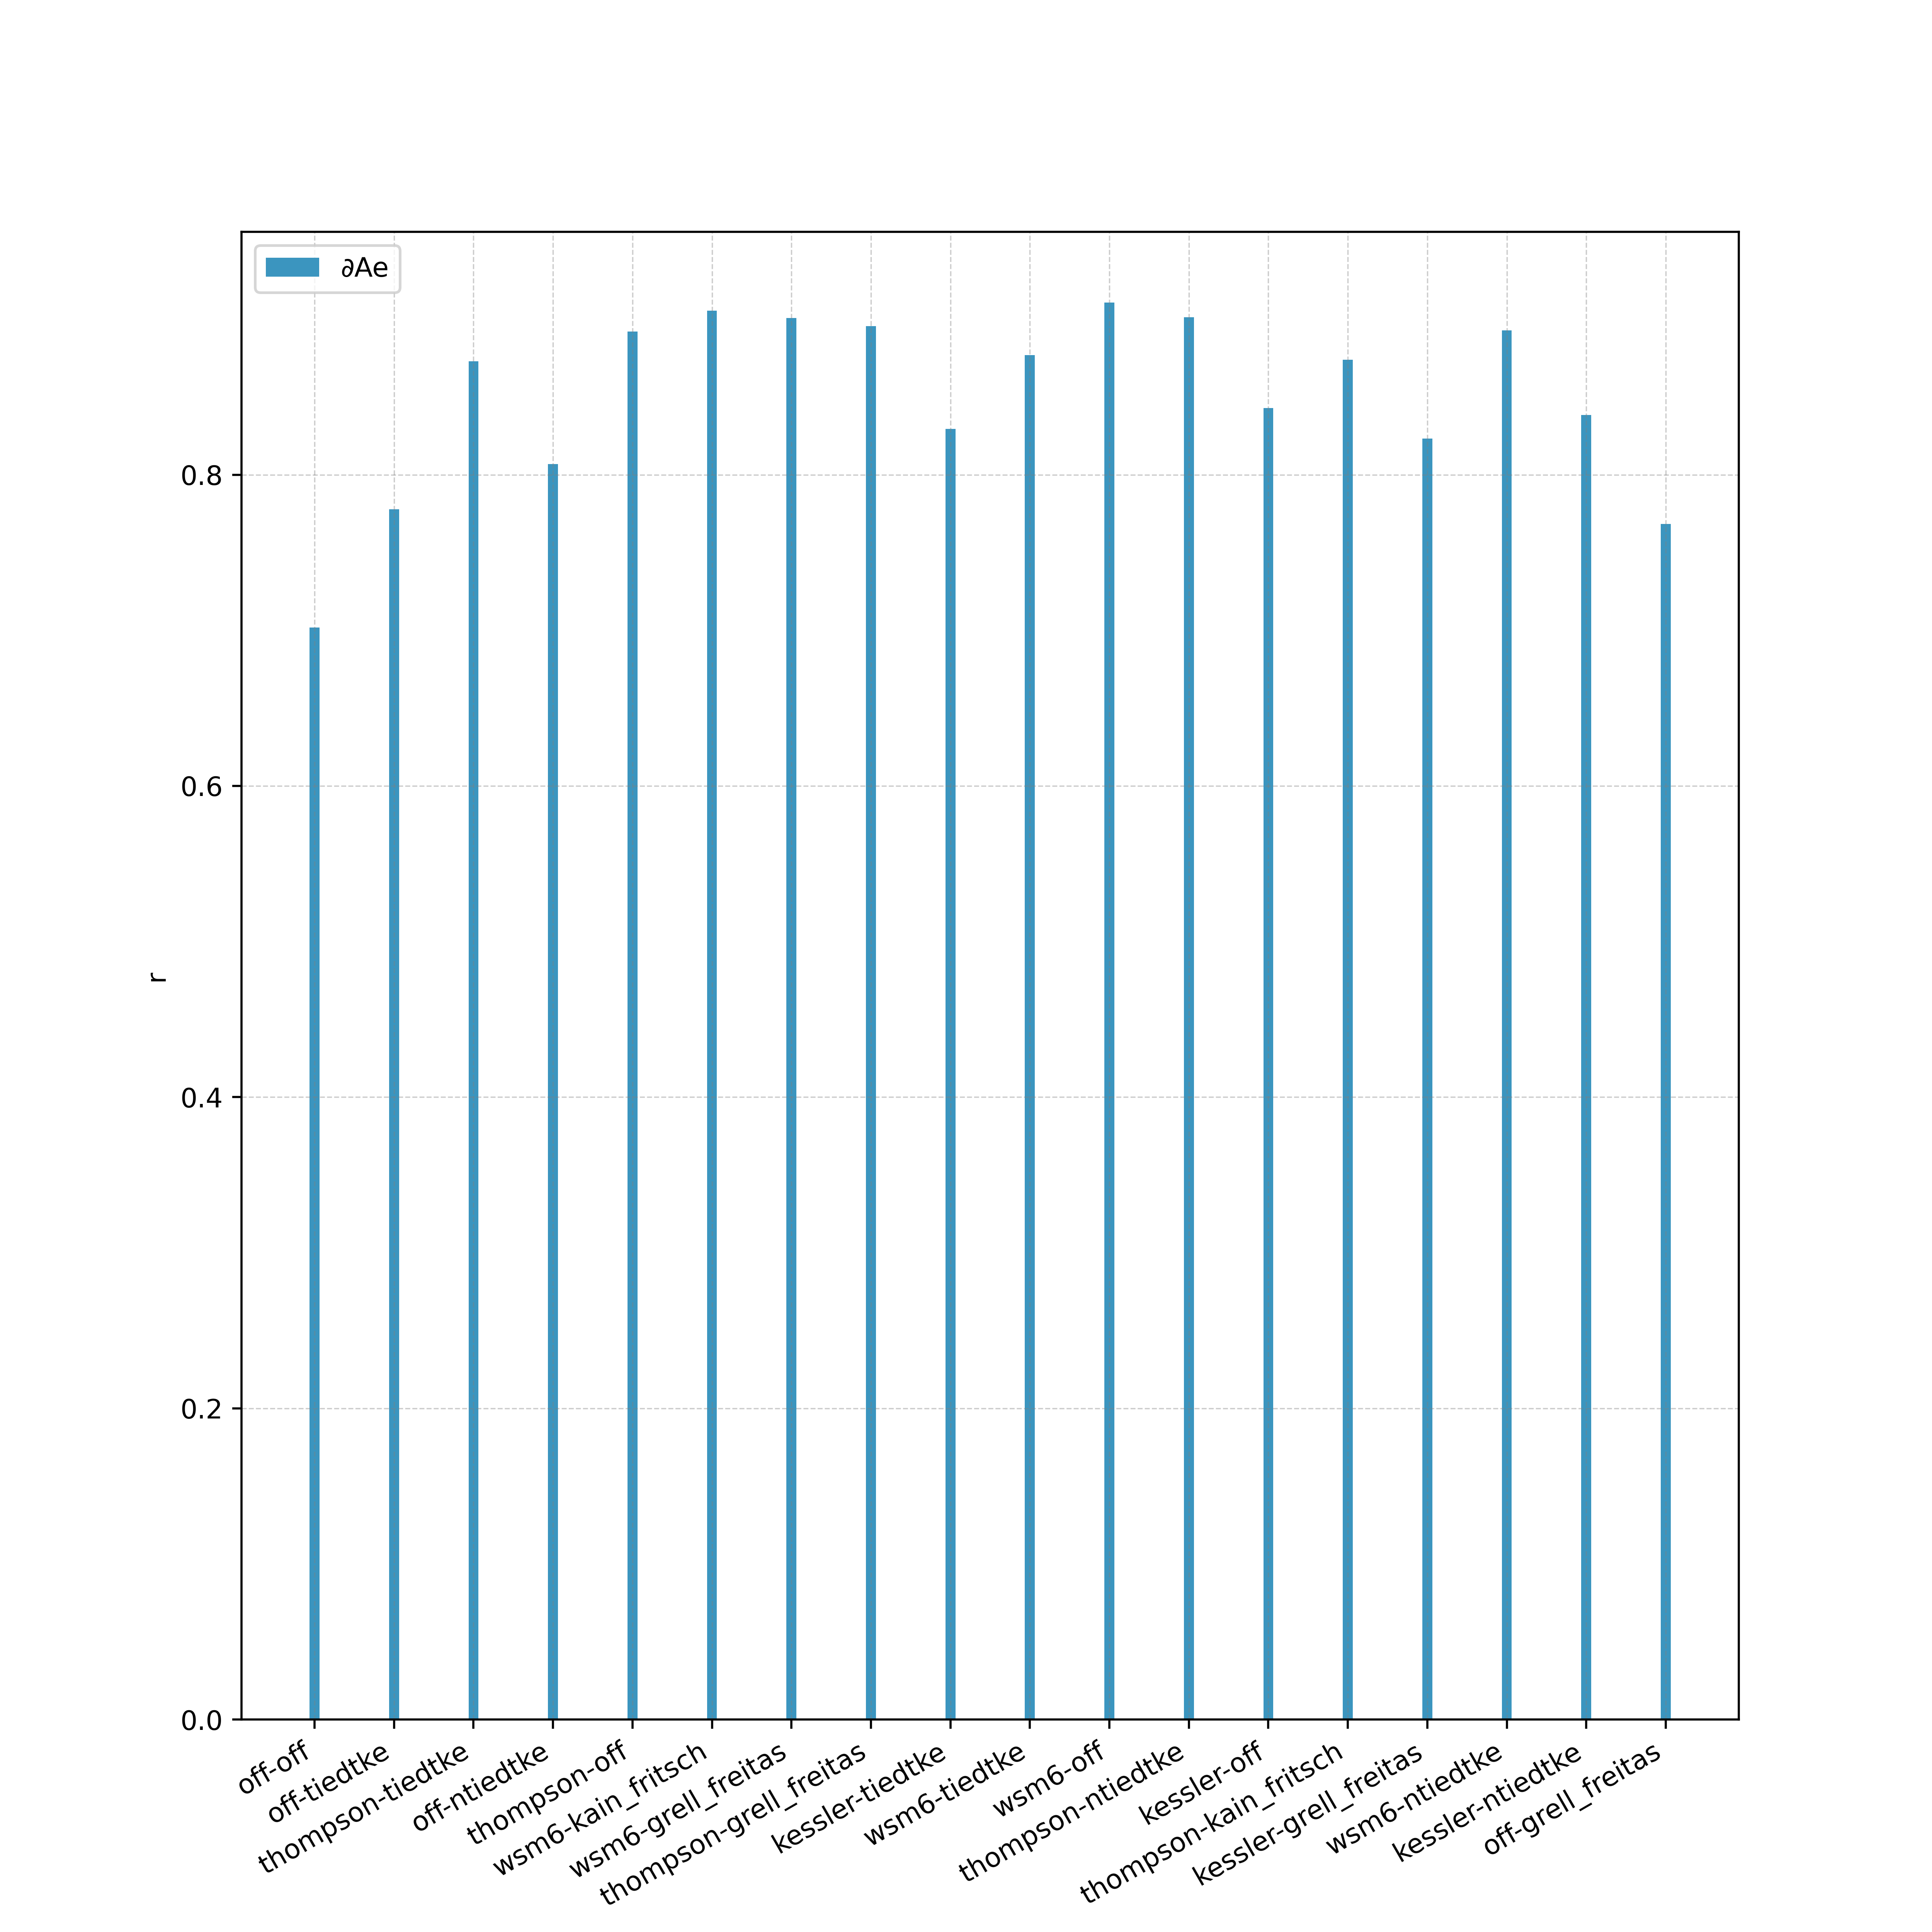 ∂Ae
0.8
0.6
0.4
0.2
0.0
r
off-off
off-tiedtke
thompson-tiedtke
off-ntiedtke
thompson-off
wsm6-kain_fritsch
wsm6-grell_freitas
thompson-grell_freitas
kessler-tiedtke
wsm6-tiedtke
wsm6-off
thompson-ntiedtke
kessler-off
thompson-kain_fritsch
kessler-grell_freitas
wsm6-ntiedtke
kessler-ntiedtke
off-grell_freitas